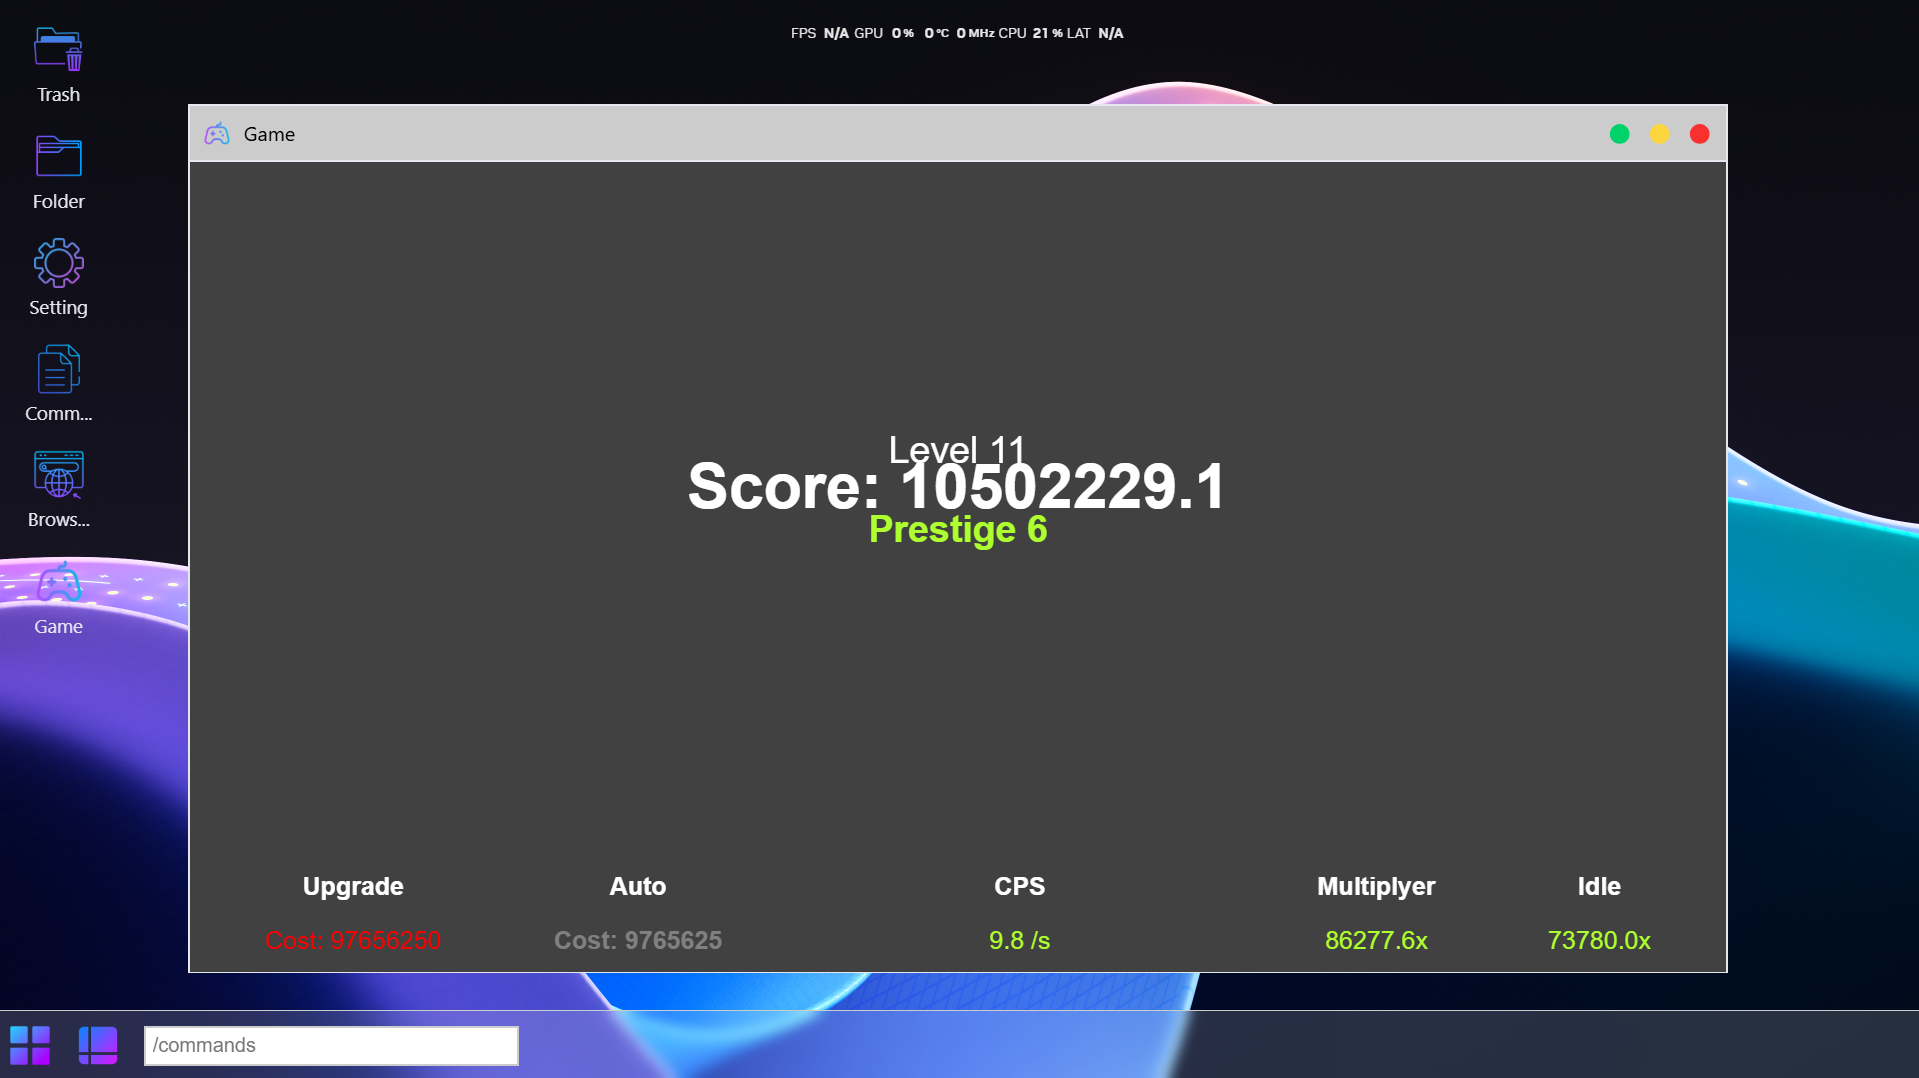 FPS N/A GPU 0 % 0 °C 0 MHz CPU 21 % LAT N/A
Trash
Folder
Setting
Comm...
Brows...
Game
Game
Level 11
Score: 10502229.1
Prestige 6
Upgrade Auto CPS Multiplyer Idle
Cost: 97656250 Cost: 9765625 9.8 /s 86277.6x 73780.0x
/commands